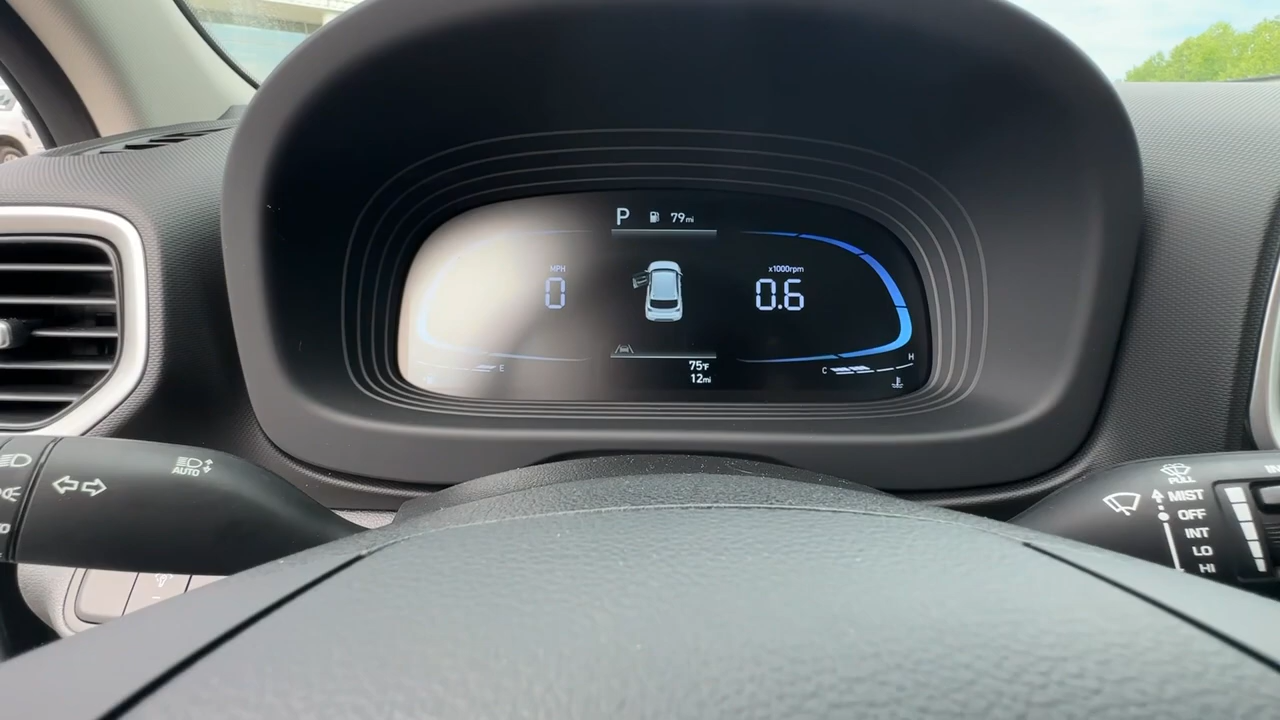 P 79mi
MPH
0
x1000rpm
0.6
E
75°F
12mi
C H
AUTO
PULL
MIST
OFF
INT
LO
HI